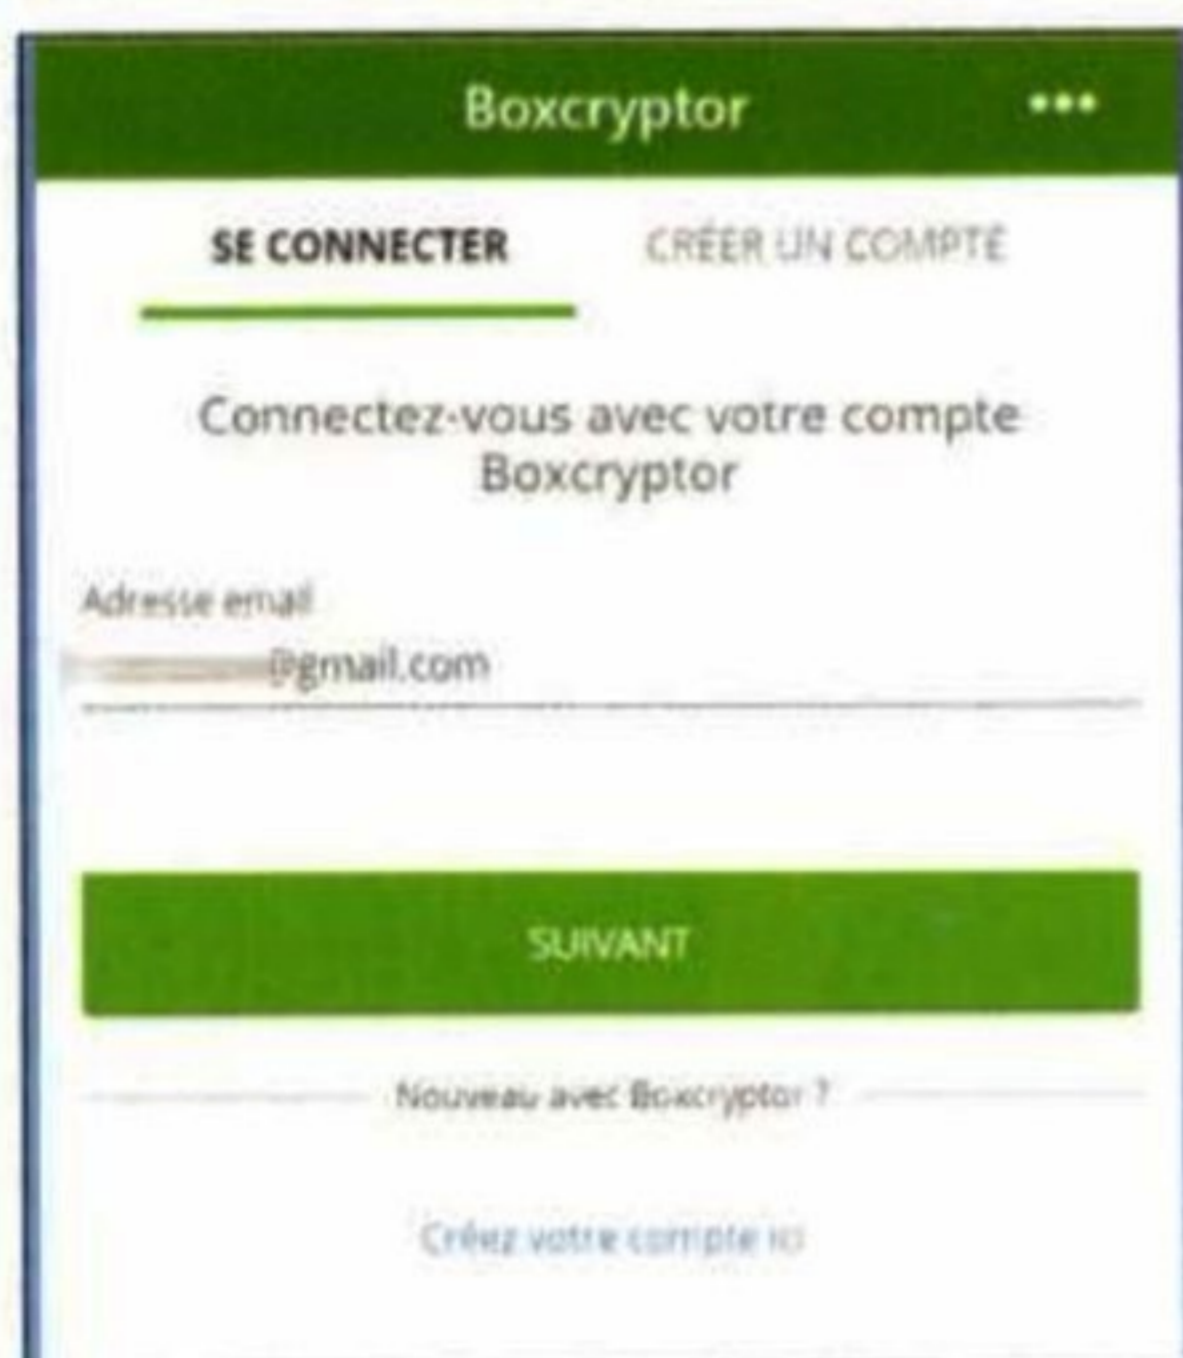 Boxcryptor
SE CONNECTER
CRÉER UN COMPTE
Connectez-vous avec votre compte
Boxcryptor
Adresse email
@gmail.com
SUIVANT
Nouveau avec Boxcryptor ?
Créez votre compte ici